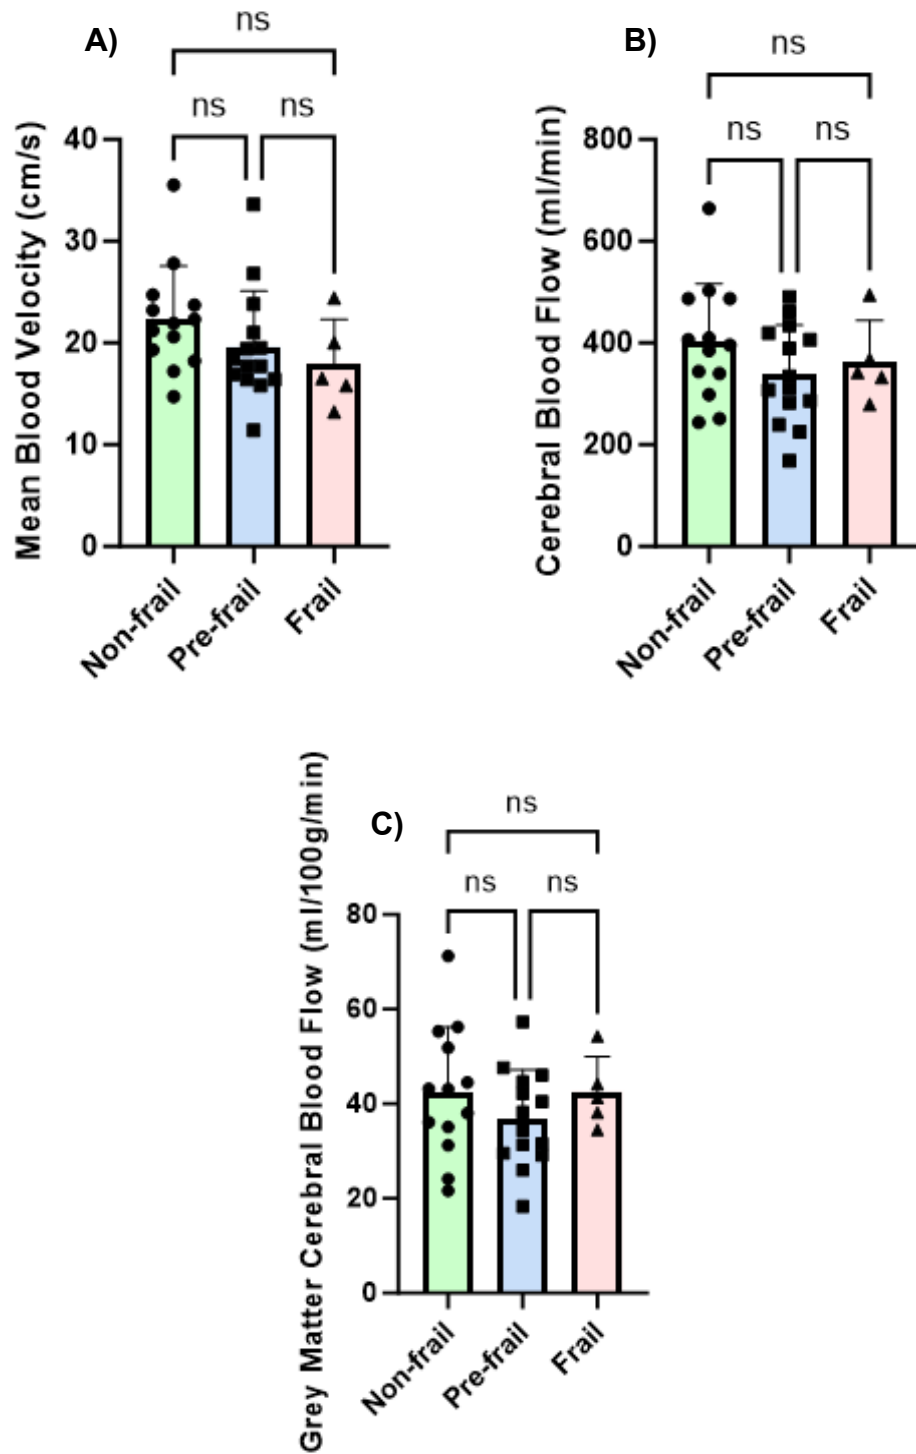 A)
ns
ns
ns
Mean Blood Velocity (cm/s)
40
30
20
10
0
Non-frail
Pre-frail
Frail
B)
ns
ns
ns
Cerebral Blood Flow (ml/min)
800
600
400
200
0
Non-frail
Pre-frail
Frail
C)
ns
ns
ns
Grey Matter Cerebral Blood Flow (ml/100g/min)
80
60
40
20
0
Non-frail
Pre-frail
Frail